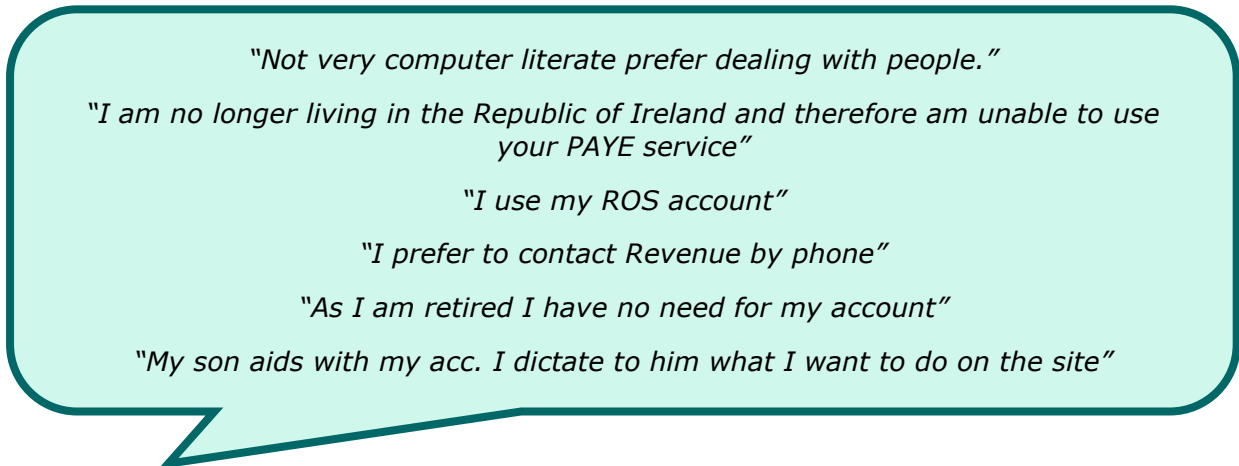 “Not very computer literate prefer dealing with people.”
“I am no longer living in the Republic of Ireland and therefore am unable to use
your PAYE service”
“I use my ROS account”
“I prefer to contact Revenue by phone”
“As I am retired I have no need for my account”
“My son aids with my acc. I dictate to him what I want to do on the site”